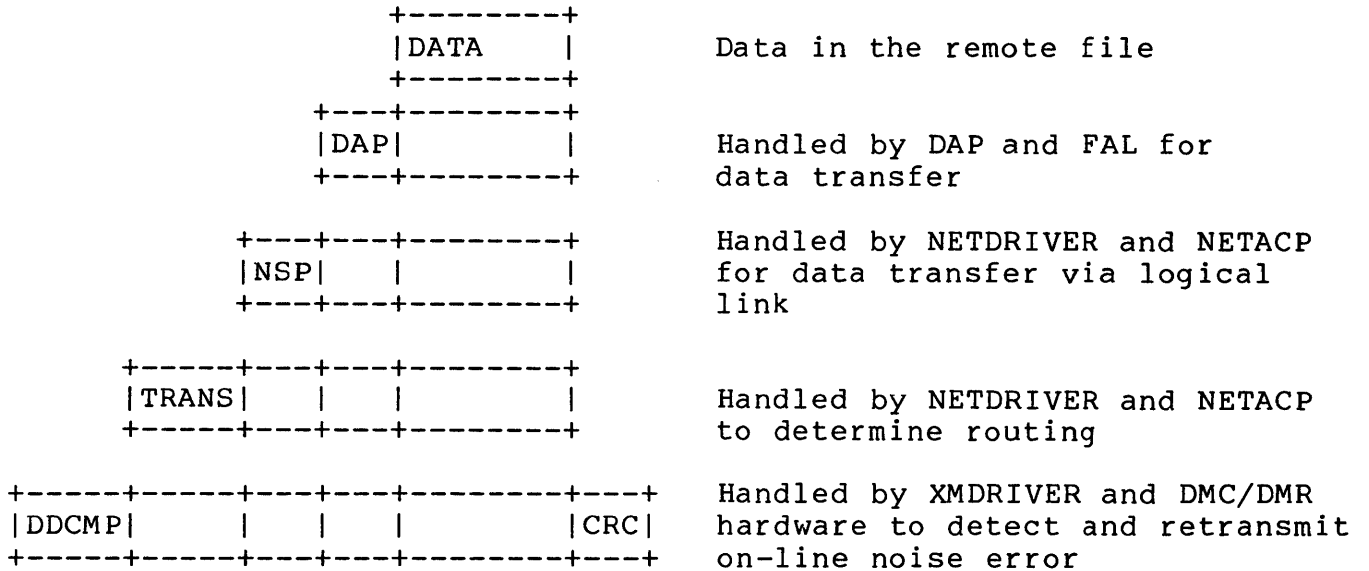 DATA
Data in the remote file
DAP
Handled by DAP and FAL for
data transfer
NSP
Handled by NETDRIVER and NETACP
for data transfer via logical
link
TRANS
Handled by NETDRIVER and NETACP
to determine routing
DDCMP
CRC
Handled by XMDRIVER and DMC/DMR
hardware to detect and retransmit
on-line noise error